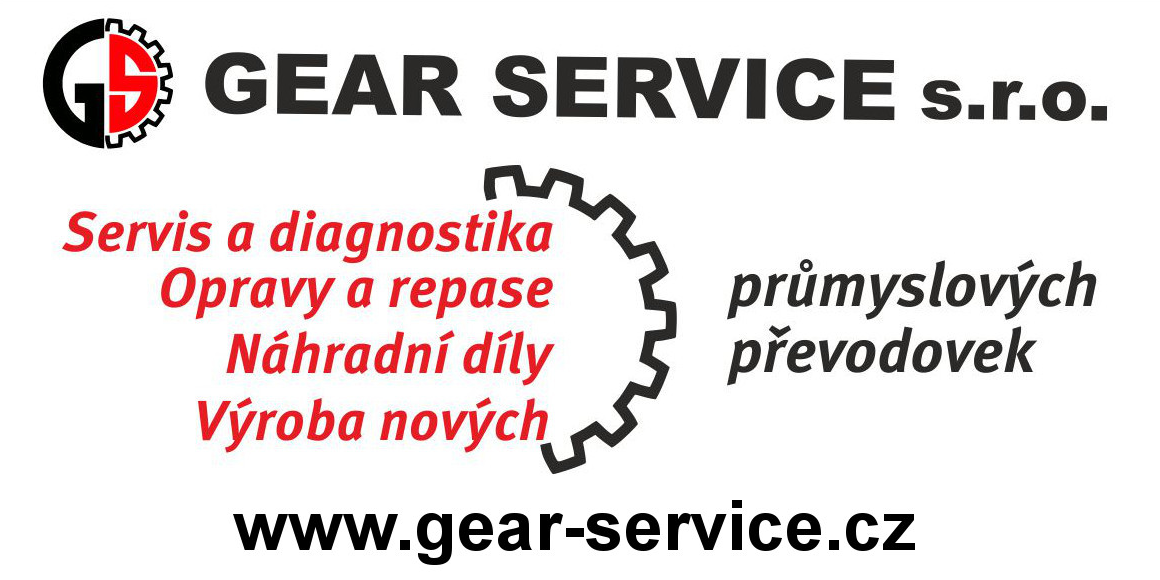 GS GEAR SERVICE s.r.o.
Servis a diagnostika
Opravy a repase
Náhradní díly
Výroba nových
průmyslových
převodovek
www.gear-service.cz